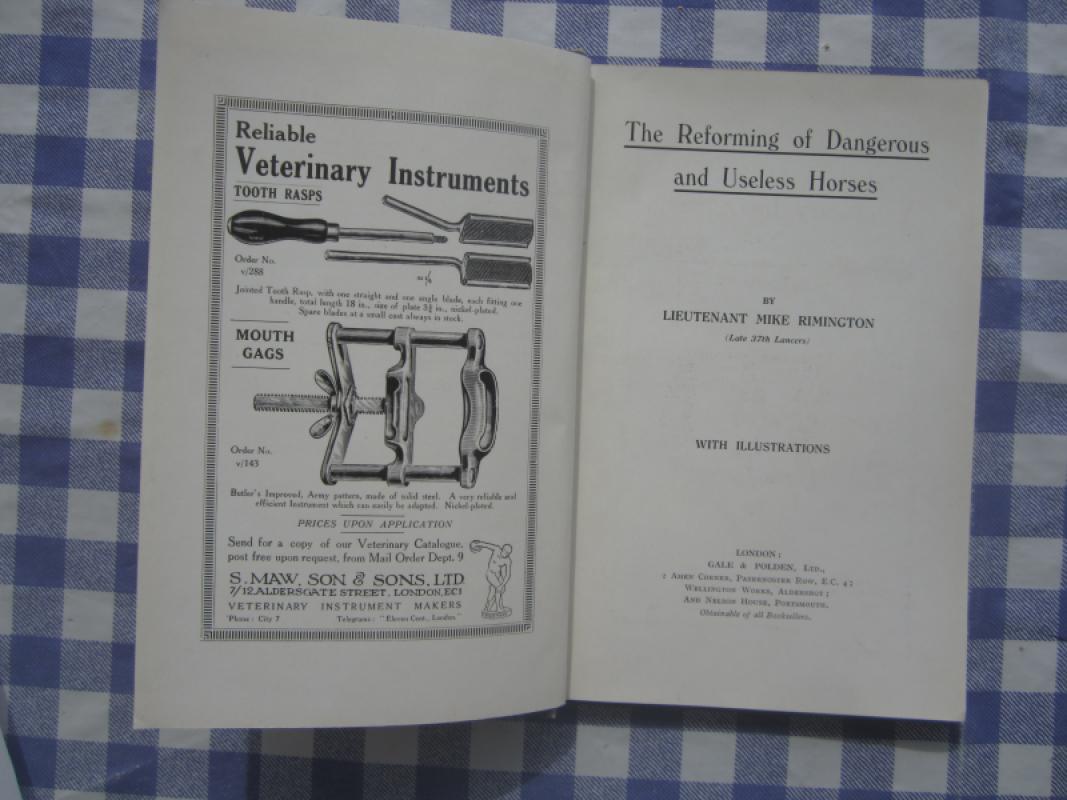 Reliable
Veterinary Instruments
TOOTH RASPS
Order No.
v/288
Jointed Tooth Rasp, with one straight and one angle blade, each fitting one
handle, total length 18 in., size of plate 3¼ in., nickel-plated.
Spare blades at a small cost always in stock.
MOUTH
GAGS
Order No.
v/143
Butler's Improved, Army pattern, made of solid steel. A very reliable and
efficient Instrument which can easily be adapted. Nickel-plated.
PRICES UPON APPLICATION
Send for a copy of our Veterinary Catalogue,
post free upon request, from Mail Order Dept. 9
S. MAW, SON & SONS, LTD
7/12, ALDERSGATE STREET, LONDON, EC1
VETERINARY INSTRUMENT MAKERS
'Phone: City 7 Telegrams: "Eleven Cent., London"
The Reforming of Dangerous
and Useless Horses
BY
LIEUTENANT MIKE RIMINGTON
(Late 37th Lancers)
WITH ILLUSTRATIONS
LONDON:
GALE & POLDEN, LTD.,
2 AMEN CORNER, PATERNOSTER ROW, E.C. 4;
WELLINGTON WORKS, ALDERSHOT;
AND NELSON HOUSE, PORTSMOUTH.
Obtainable of all Booksellers.